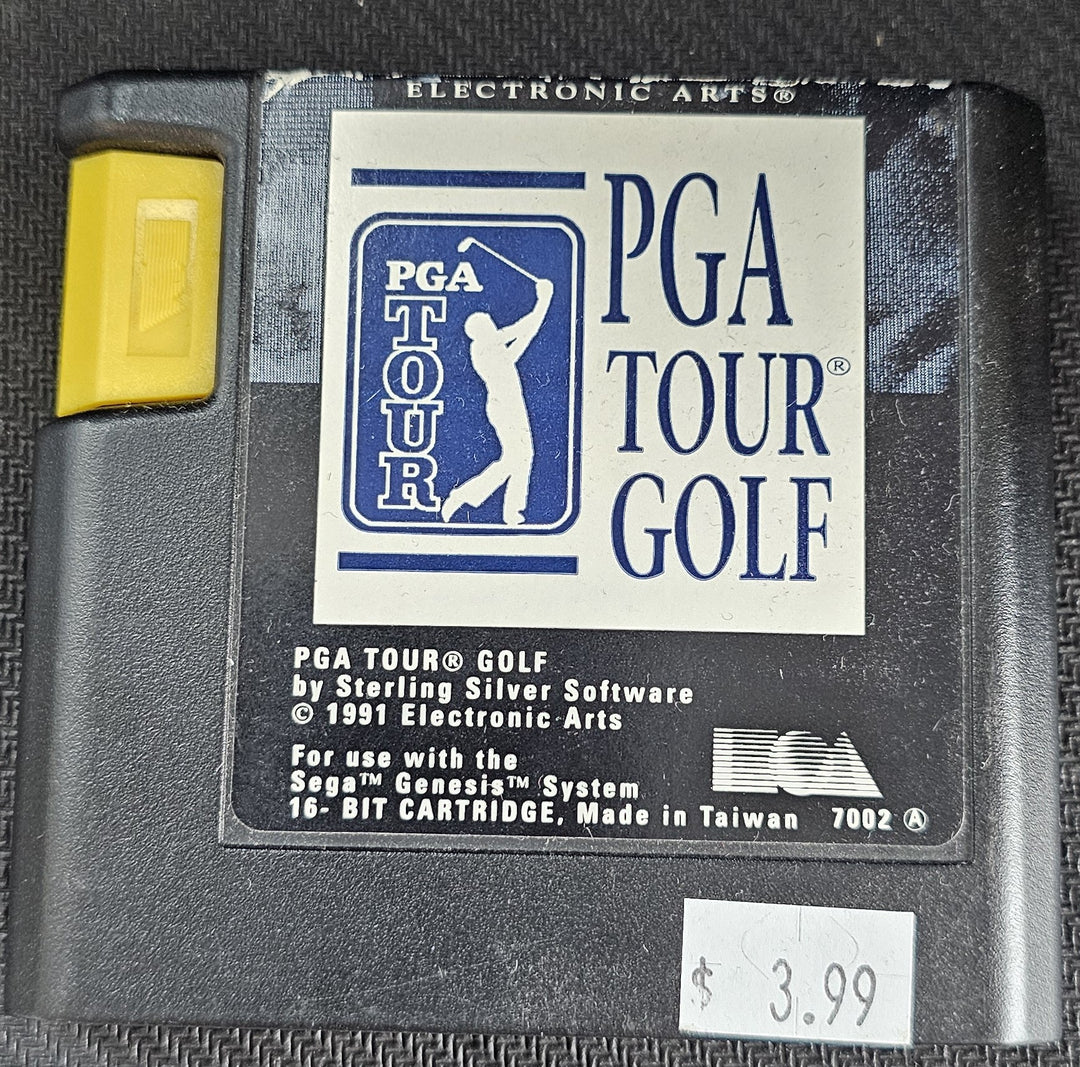 ELECTRONIC ARTS®
PGA
TOUR
PGA
TOUR®
GOLF
PGA TOUR® GOLF
by Sterling Silver Software
© 1991 Electronic Arts
For use with the
Sega™ Genesis™ System
16- BIT CARTRIDGE, Made in Taiwan 7002 Ⓐ
EA
$ 3.99